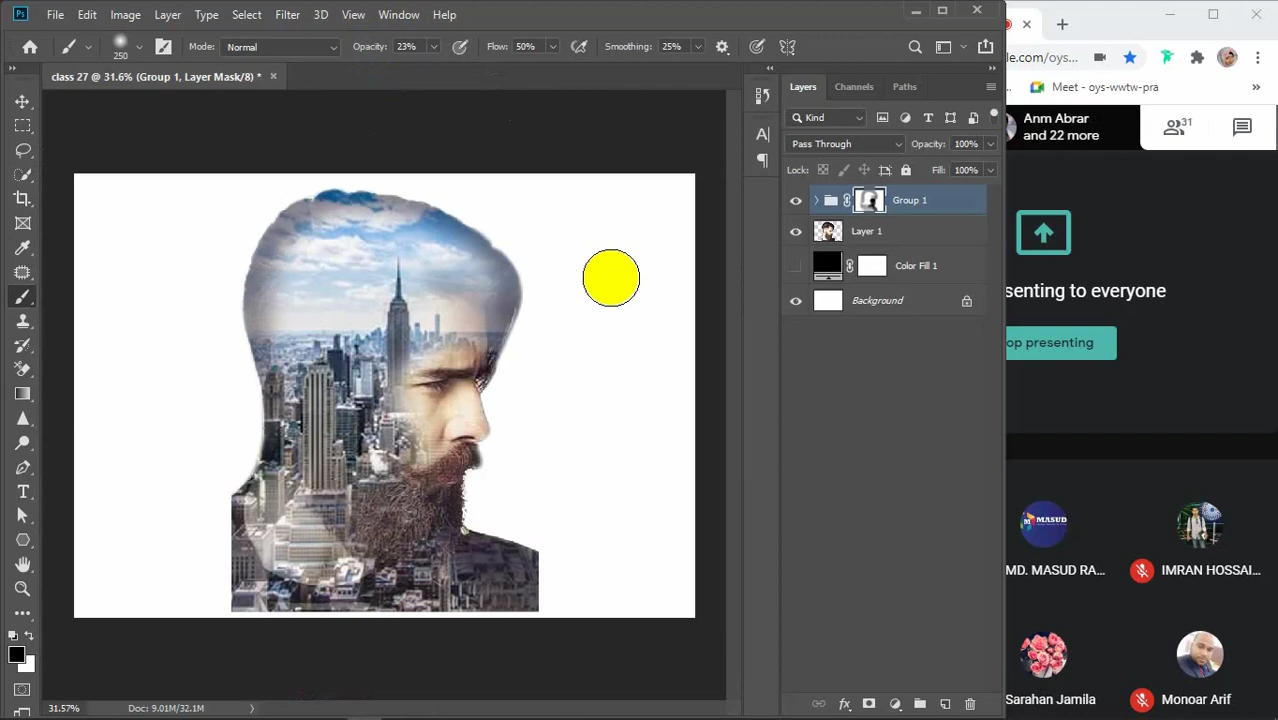 Ps File Edit Image Layer Type Select Filter 3D View Window Help
250 Mode: Normal Opacity: 23% Flow: 50% Smoothing: 25%
class 27 @ 31.6% (Group 1, Layer Mask/8) * ×
Layers Channels Paths
Kind
Pass Through Opacity: 100%
Lock: Fill: 100%
Group 1
Layer 1
Color Fill 1
Background
31.57% Doc: 9.01M/32.1M
le.com/oys...
Meet - oys-wwtw-pra
Anm Abrar
and 22 more
31
senting to everyone
op presenting
MASUD
MD. MASUD RA...
IMRAN HOSSAI...
Sarahan Jamila
Monoar Arif